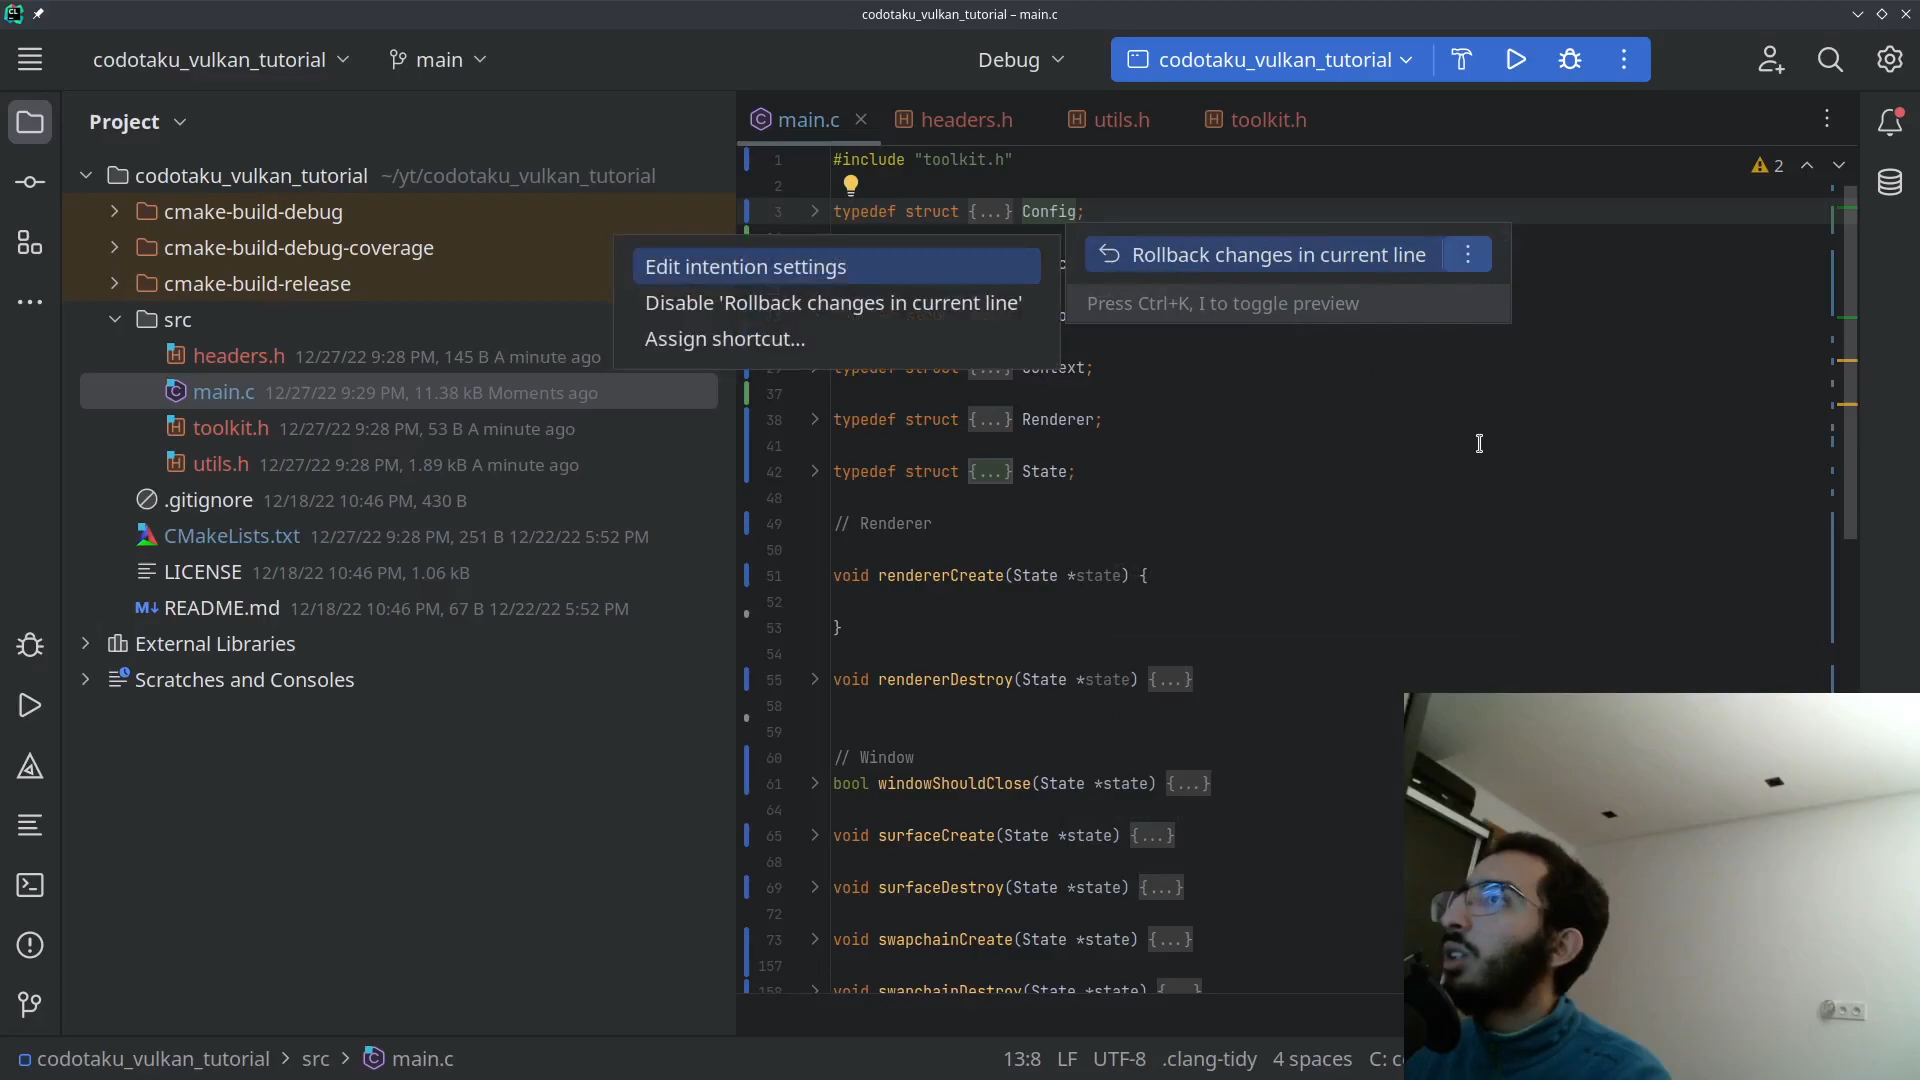 codotaku_vulkan_tutorial – main.c
codotaku_vulkan_tutorial
main
Debug
codotaku_vulkan_tutorial
Project
main.c
headers.h
utils.h
toolkit.h
codotaku_vulkan_tutorial ~/yt/codotaku_vulkan_tutorial
cmake-build-debug
cmake-build-debug-coverage
cmake-build-release
src
headers.h 12/27/22 9:28 PM, 145 B A minute ago
main.c 12/27/22 9:29 PM, 11.38 kB Moments ago
toolkit.h 12/27/22 9:28 PM, 53 B A minute ago
utils.h 12/27/22 9:28 PM, 1.89 kB A minute ago
.gitignore 12/18/22 10:46 PM, 430 B
CMakeLists.txt 12/27/22 9:28 PM, 251 B 12/22/22 5:52 PM
LICENSE 12/18/22 10:46 PM, 1.06 kB
M↓ README.md 12/18/22 10:46 PM, 67 B 12/22/22 5:52 PM
External Libraries
Scratches and Consoles
1 #include "toolkit.h"
2
2
3 typedef struct {...} Config;
Edit intention settings
Disable 'Rollback changes in current line'
Assign shortcut...
Rollback changes in current line
Press Ctrl+K, I to toggle preview
typedef struct {...} Context;
37
38 typedef struct {...} Renderer;
41
42 typedef struct {...} State;
48
49 // Renderer
50
51 void rendererCreate(State *state) {
52
53 }
54
55 void rendererDestroy(State *state) {...}
58
59
60 // Window
61 bool windowShouldClose(State *state) {...}
64
65 void surfaceCreate(State *state) {...}
68
69 void surfaceDestroy(State *state) {...}
72
73 void swapchainCreate(State *state) {...}
157
158 void swapchainDestroy(State *state) {...}
codotaku_vulkan_tutorial
src
main.c
13:8 LF UTF-8 .clang-tidy 4 spaces C: